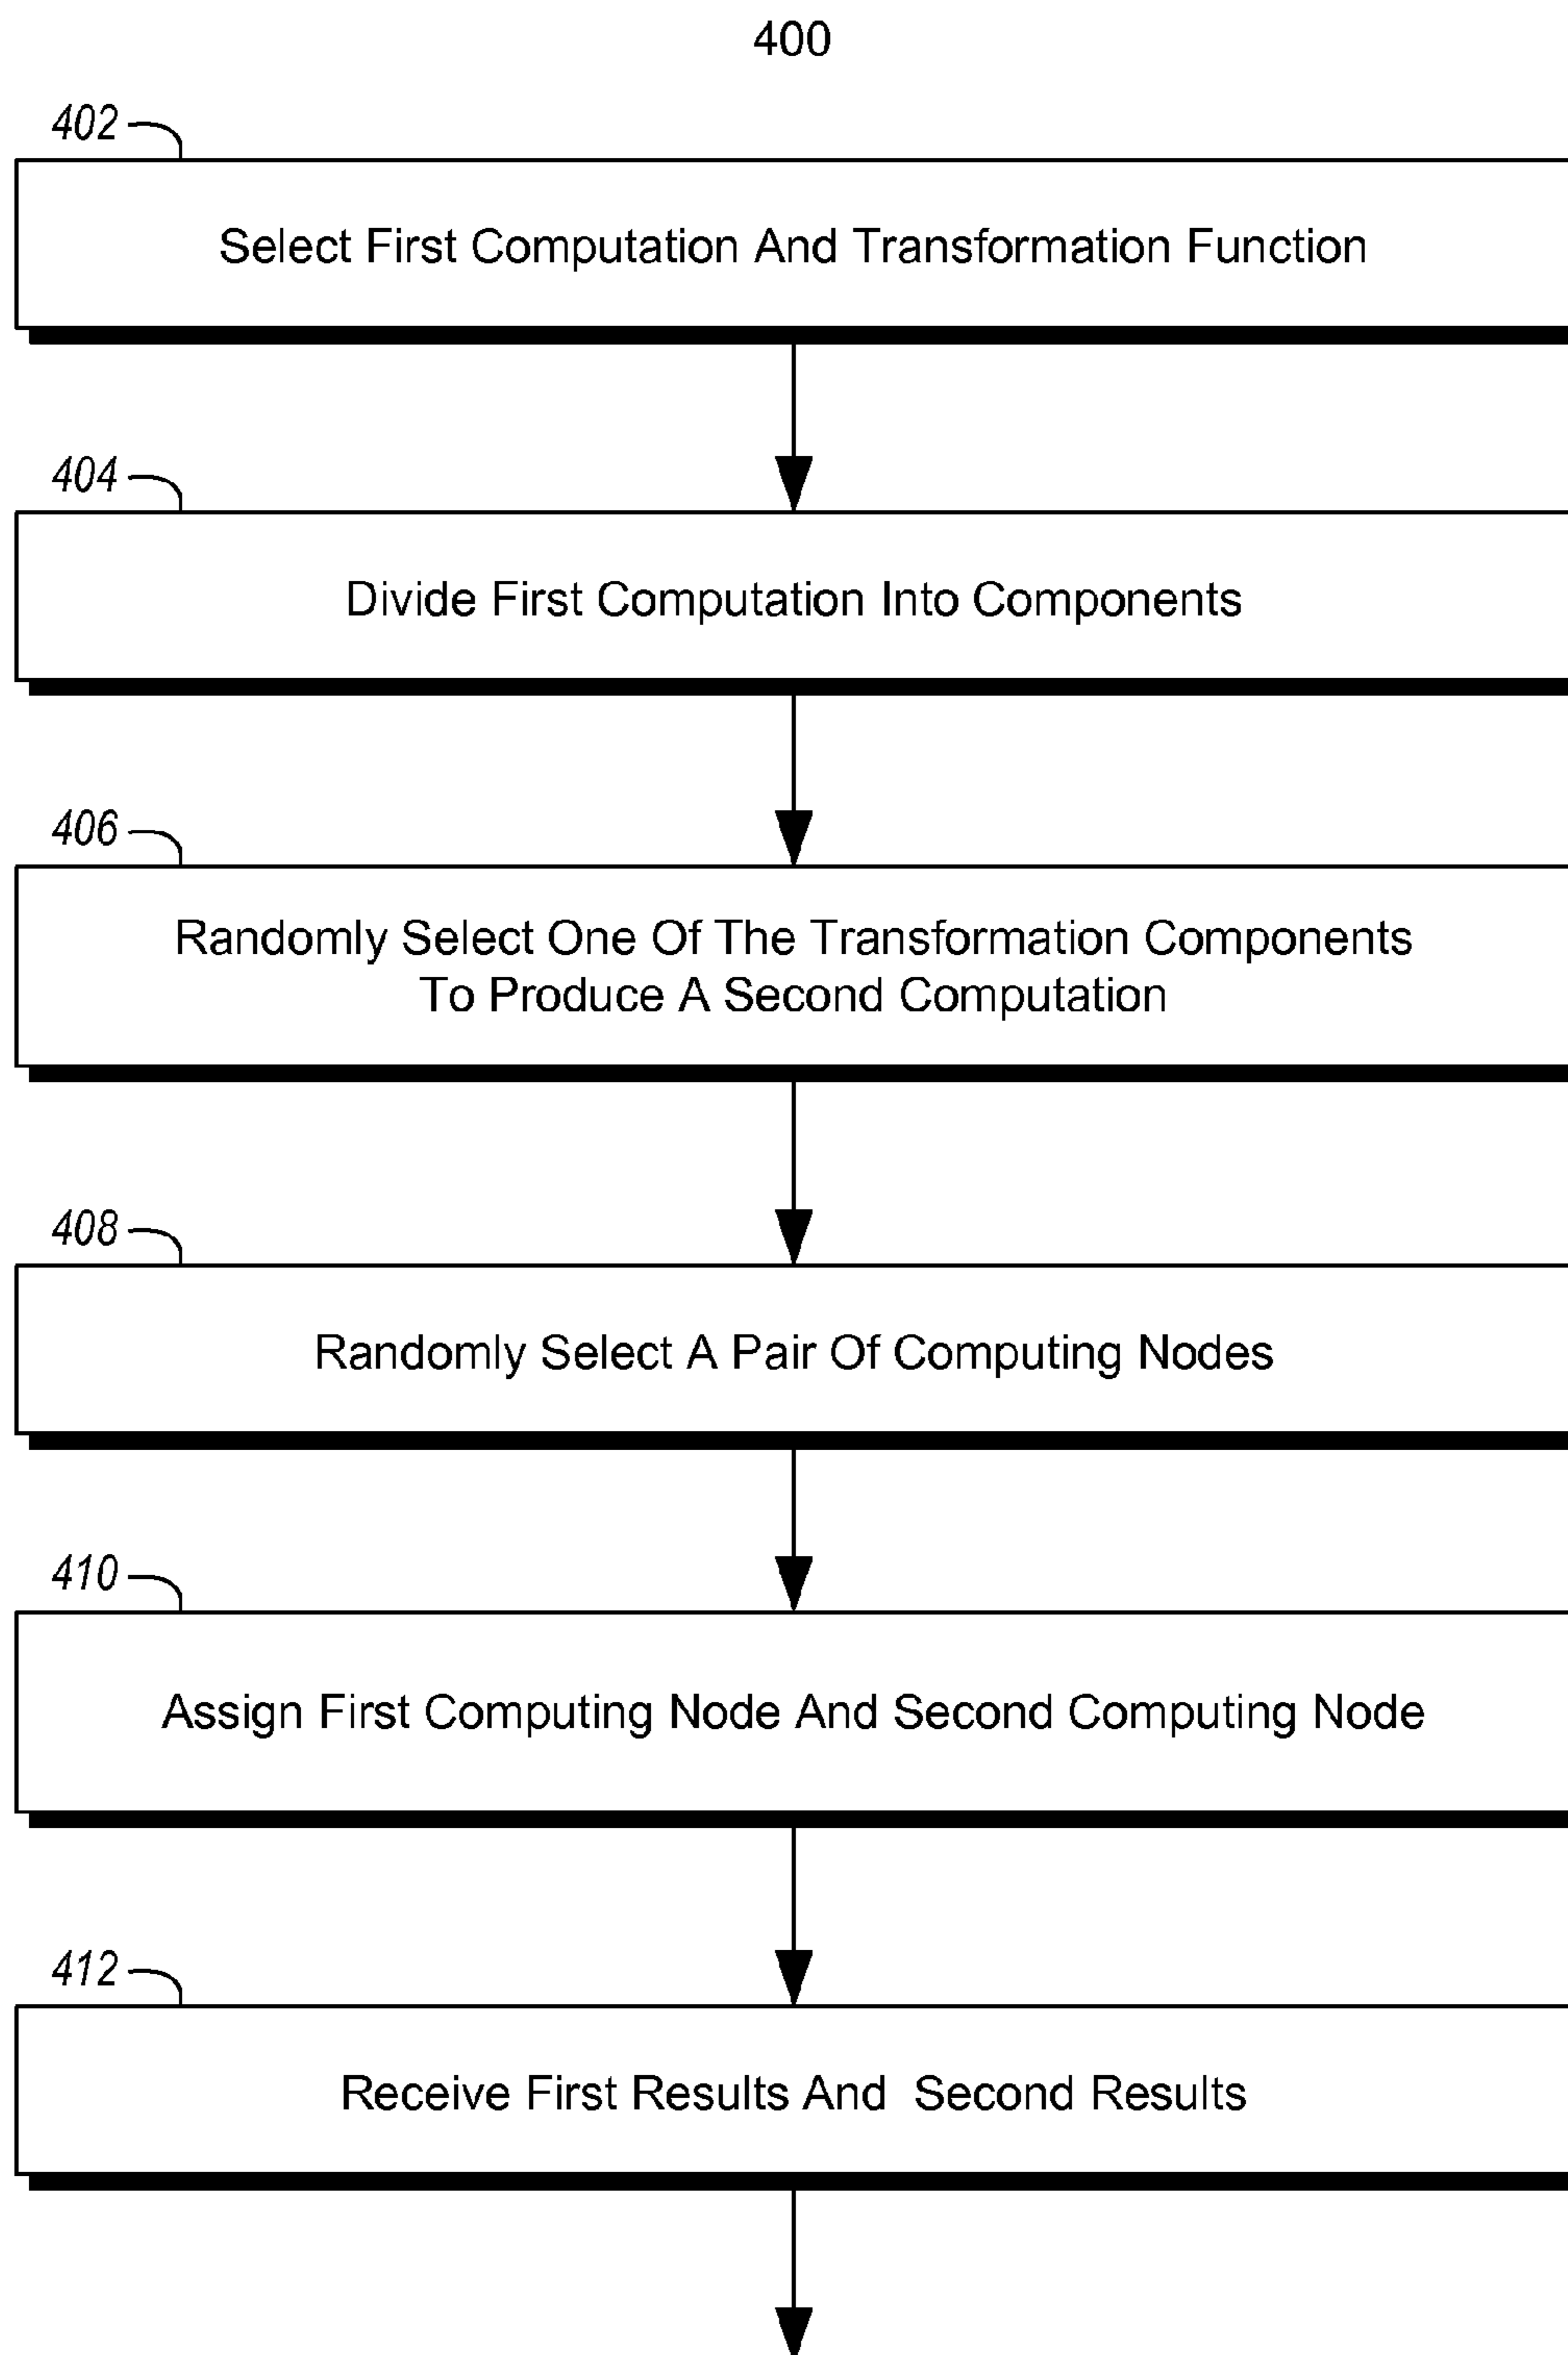 400
402
Select First Computation And Transformation Function
404
Divide First Computation Into Components
406
Randomly Select One Of The Transformation Components
To Produce A Second Computation
408
Randomly Select A Pair Of Computing Nodes
410
Assign First Computing Node And Second Computing Node
412
Receive First Results And Second Results